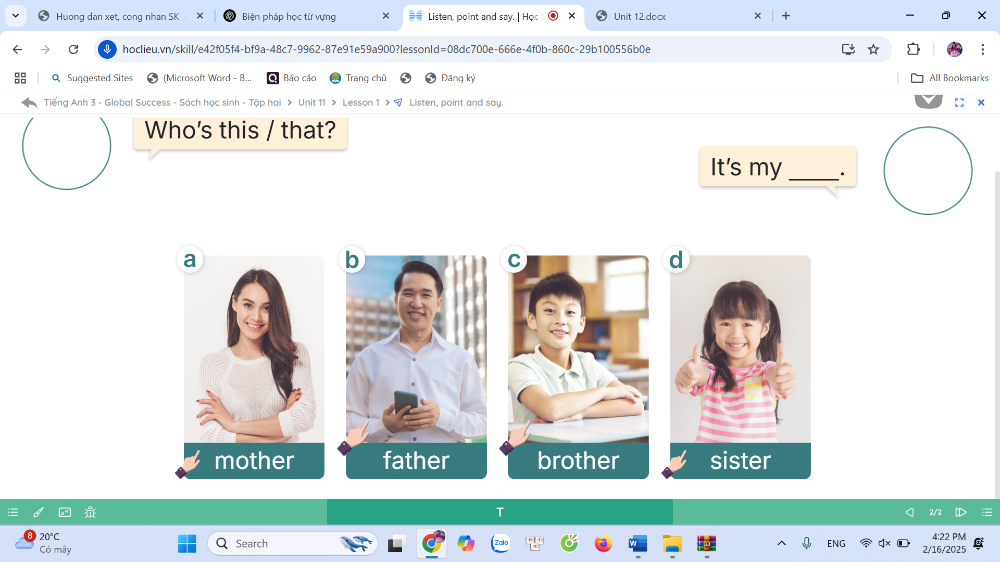 Huong dan xet, cong nhan SK
Biện pháp học từ vựng
Listen, point and say. | Học
Unit 12.docx
hoclieu.vn/skill/e42f05f4-bf9a-48c7-9962-87e91e59a900?lessonId=08dc700e-666e-4f0b-860c-29b100556b0e
Suggested Sites
(Microsoft Word - B...
Báo cáo
Trang chủ
Đăng ký
All Bookmarks
Tiếng Anh 3 - Global Success - Sách học sinh - Tập hai > Unit 11 > Lesson 1 > Listen, point and say.
Who's this / that?
It's my ____.
a
b
c
d
mother
father
brother
sister
T
2/2
8
20°C
Có mây
Search
Zalo
ENG
4:22 PM
2/16/2025